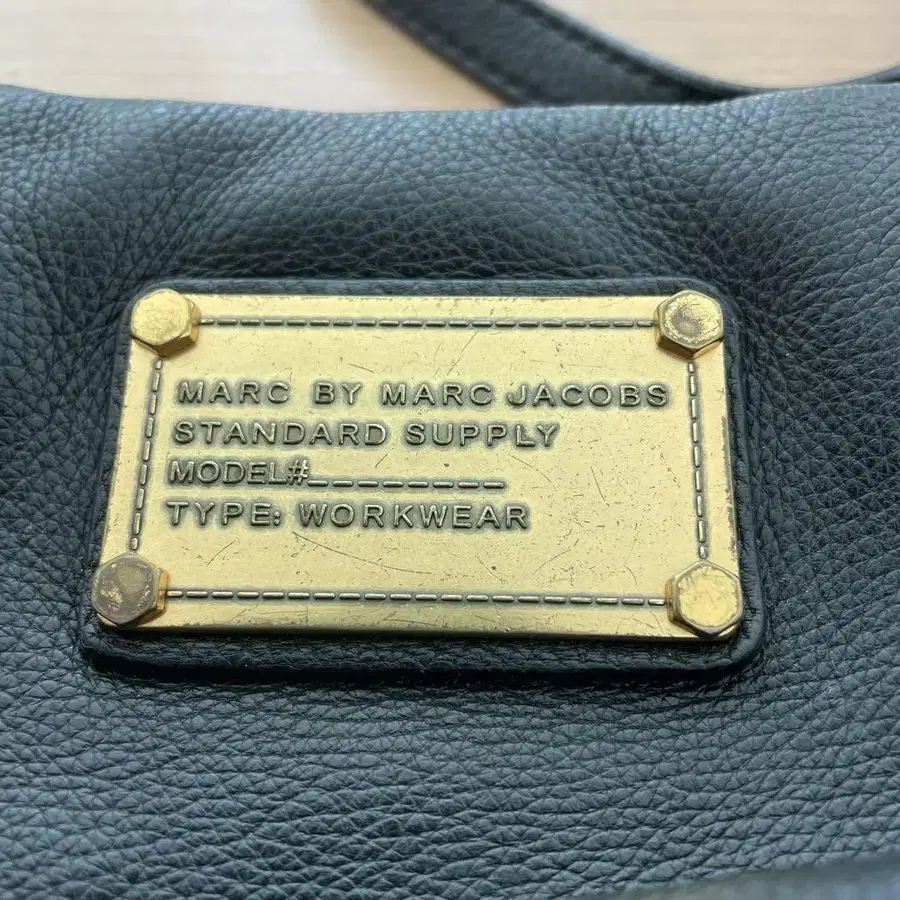 MARC BY MARC JACOBS
STANDARD SUPPLY
MODEL#_________
TYPE: WORKWEAR